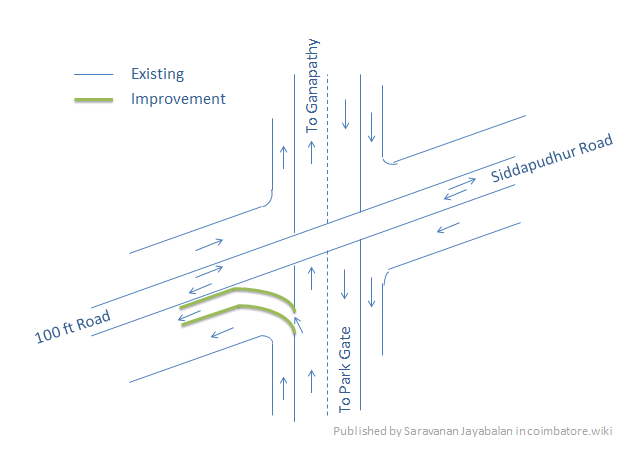 Existing
Improvement
To Ganapathy
Siddapudhur Road
100 ft Road
To Park Gate
Published by Saravanan Jayabalan in coimbatore.wiki